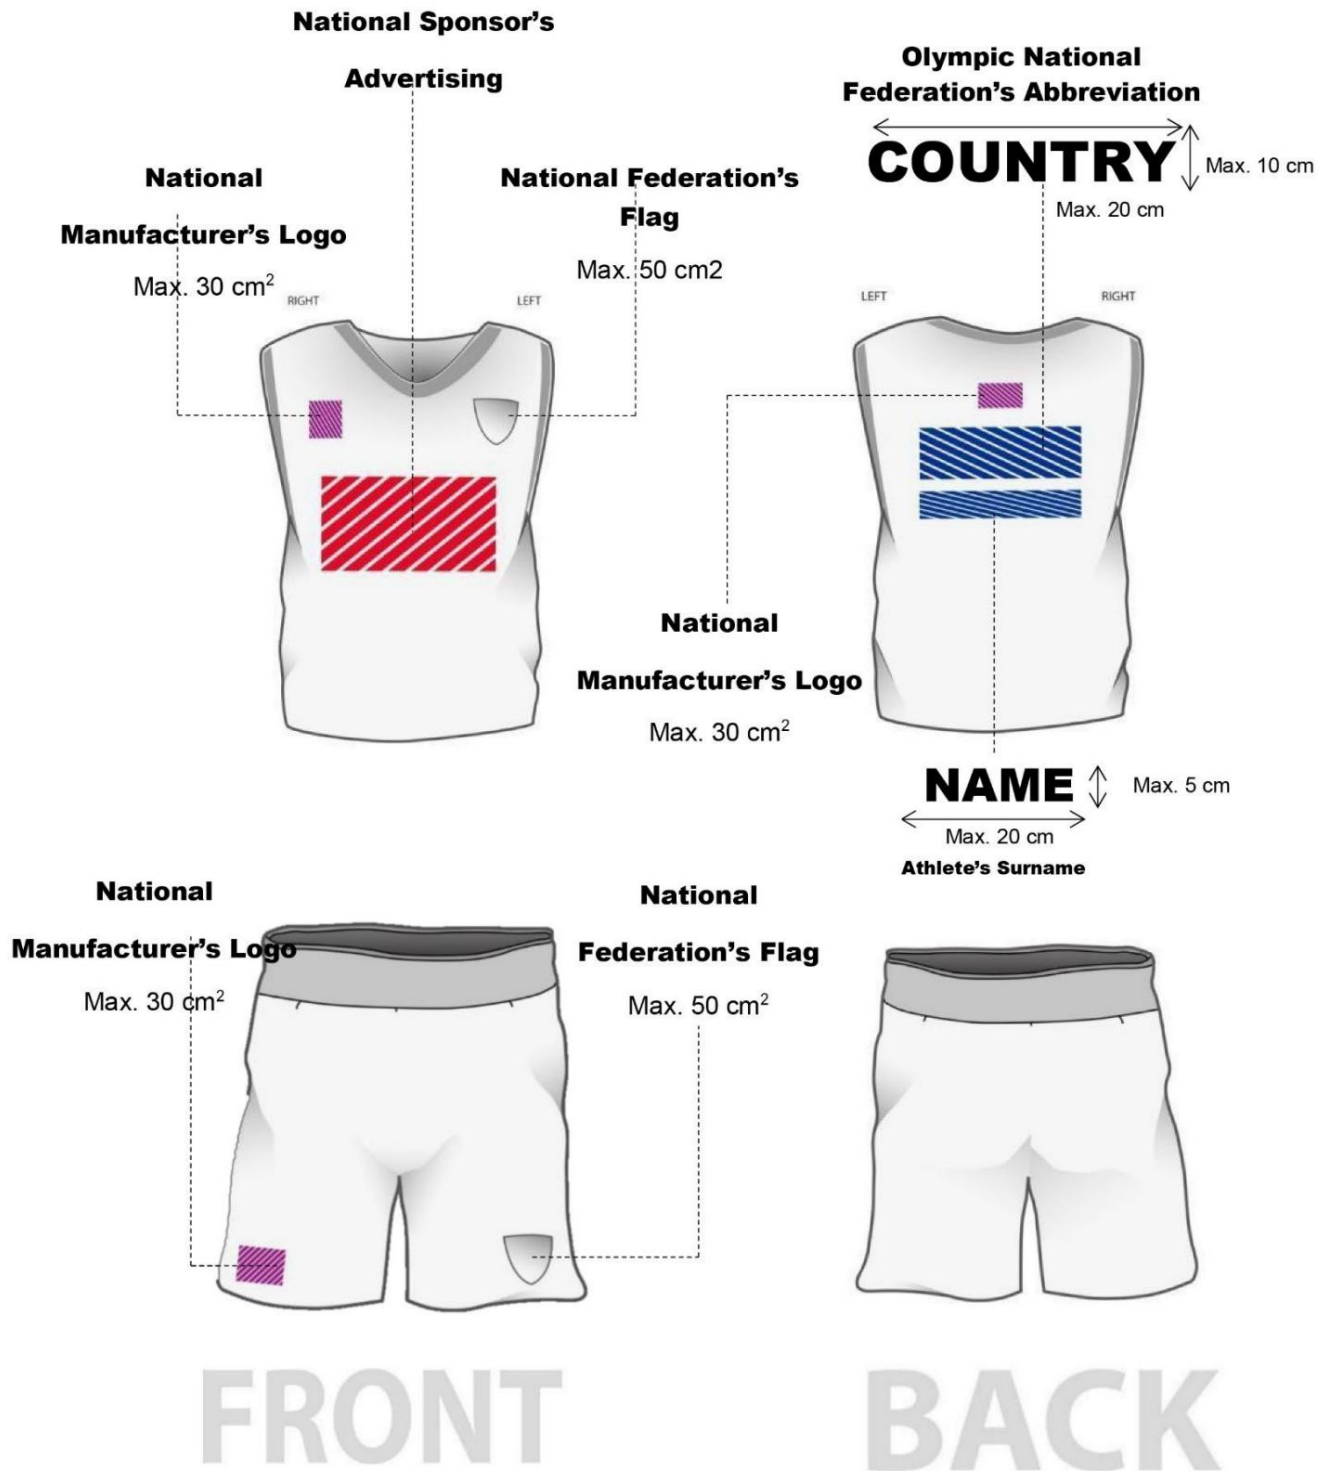 National Sponsor's
Advertising
Olympic National
Federation's Abbreviation
COUNTRY
Max. 10 cm
Max. 20 cm
National
Manufacturer's Logo
Max. 30 cm²
National Federation's
Flag
Max. 50 cm2
RIGHT
LEFT
LEFT
RIGHT
National
Manufacturer's Logo
Max. 30 cm²
NAME
Max. 5 cm
Max. 20 cm
Athlete's Surname
National
Manufacturer's Logo
Max. 30 cm²
National
Federation's Flag
Max. 50 cm²
FRONT
BACK